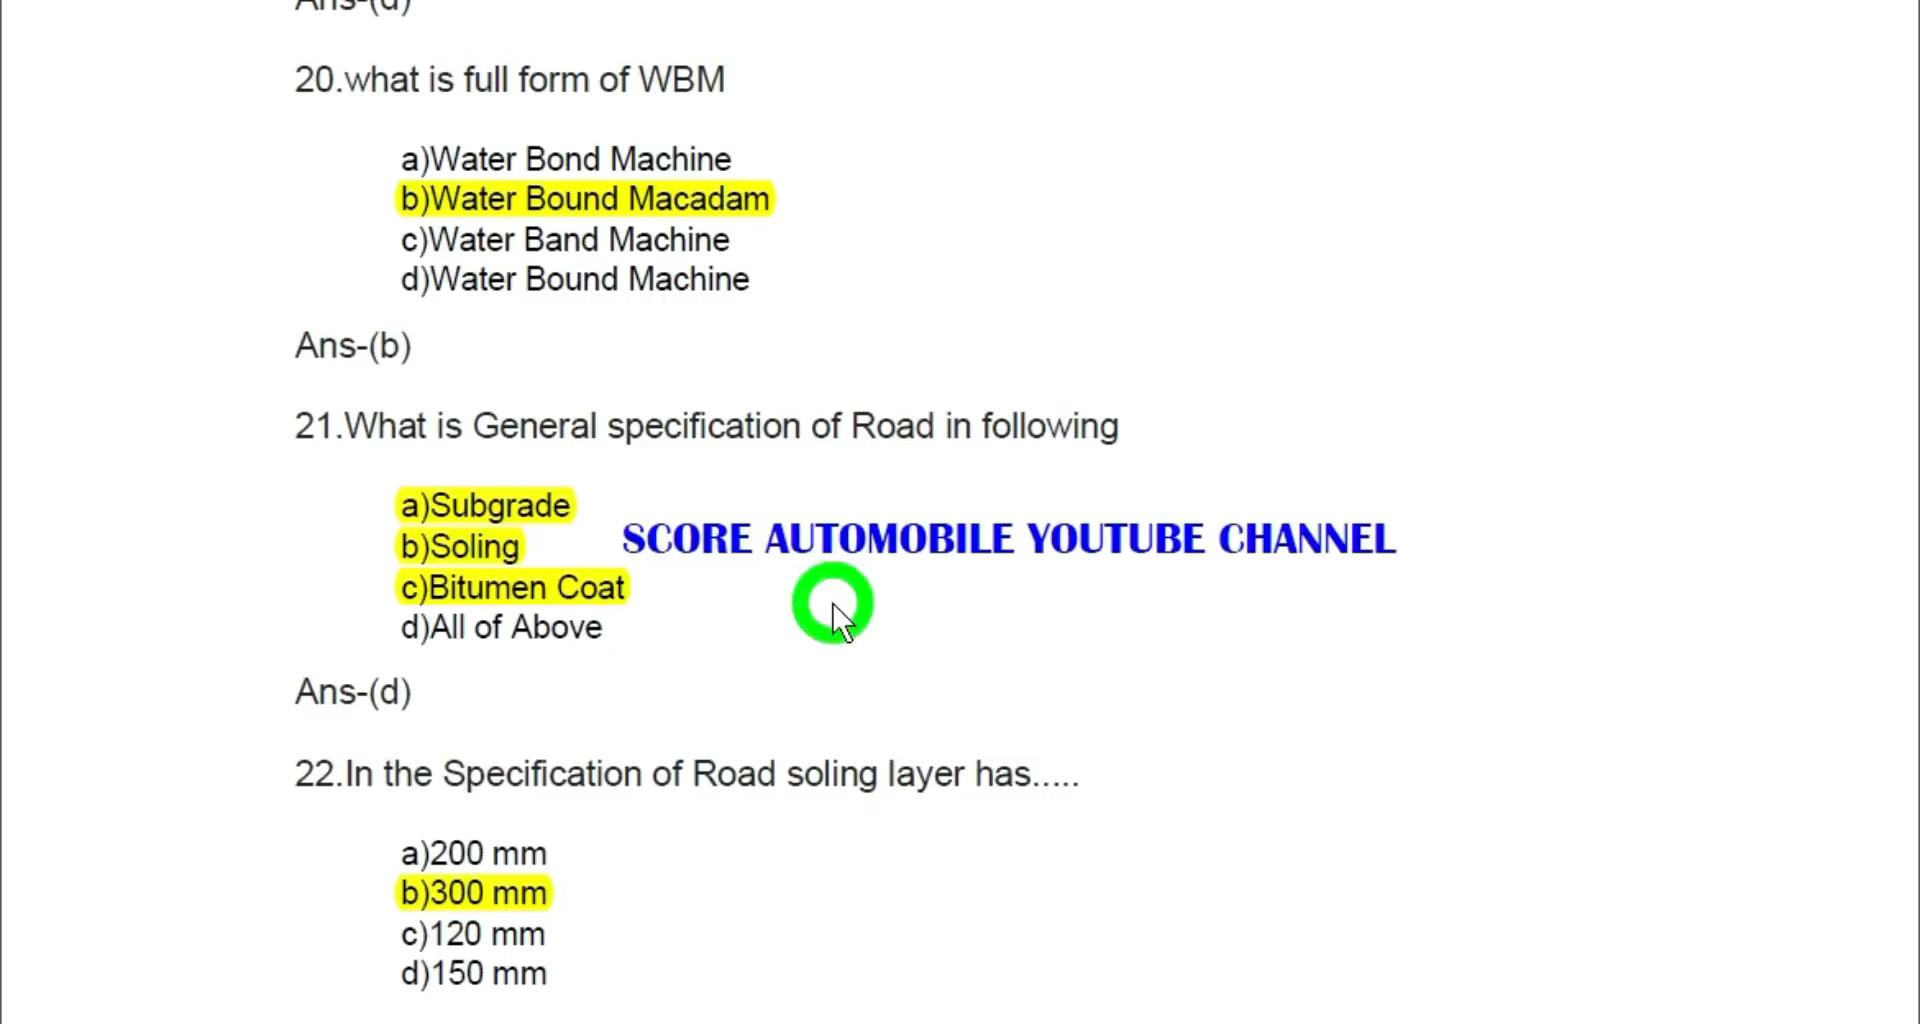 Ans-(d)
20.what is full form of WBM
a)Water Bond Machine
b)Water Bound Macadam
c)Water Band Machine
d)Water Bound Machine
Ans-(b)
21.What is General specification of Road in following
a)Subgrade
b)Soling
SCORE AUTOMOBILE YOUTUBE CHANNEL
c)Bitumen Coat
d)All of Above
Ans-(d)
22.In the Specification of Road soling layer has.....
a)200 mm
b)300 mm
c)120 mm
d)150 mm